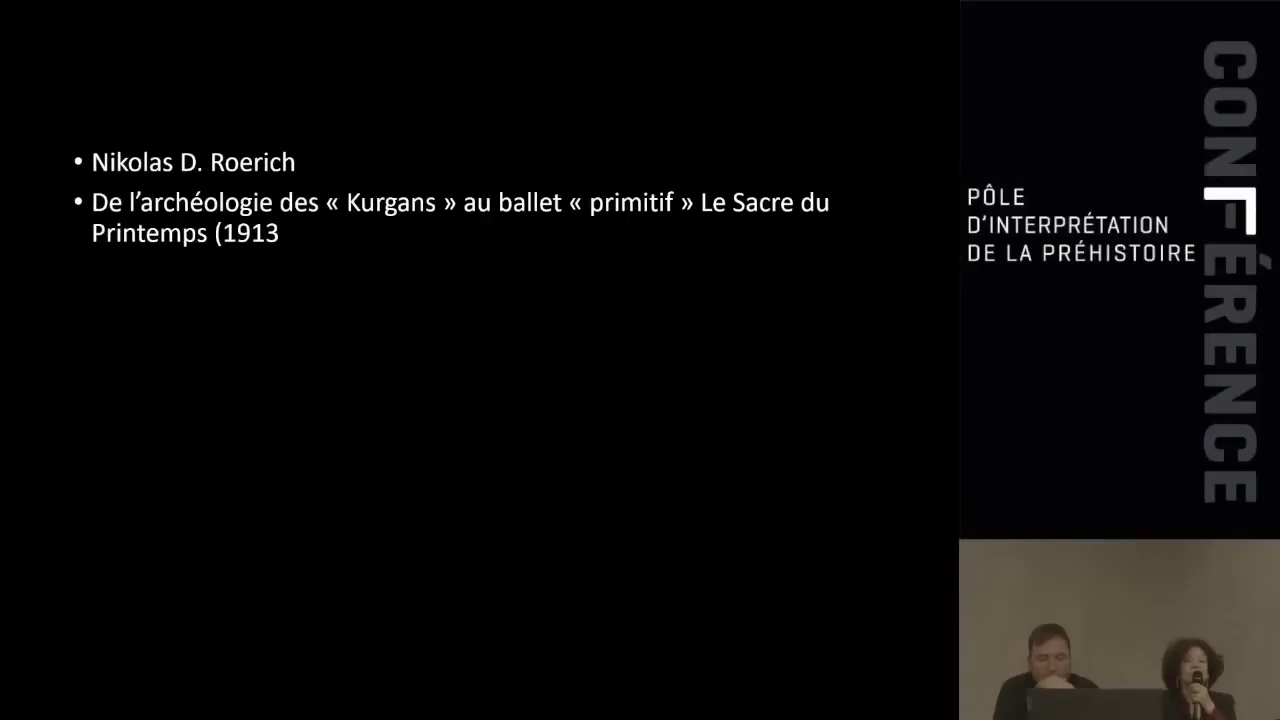 • Nikolas D. Roerich
• De l’archéologie des « Kurgans » au ballet « primitif » Le Sacre du
Printemps (1913
PÔLE
D'INTERPRÉTATION
DE LA PRÉHISTOIRE
CONFÉRENCE